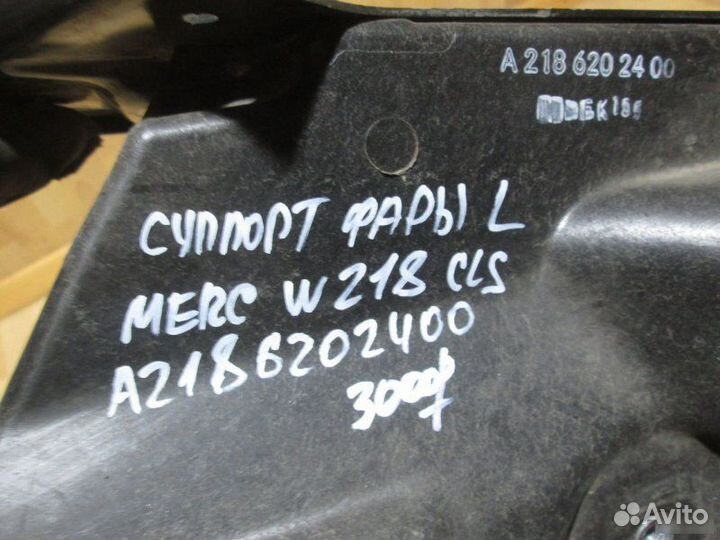 A 218 620 24 00
СУППОРТ ФАРЫ L
MERC W218 CLS
A2186202400
3000
Avito